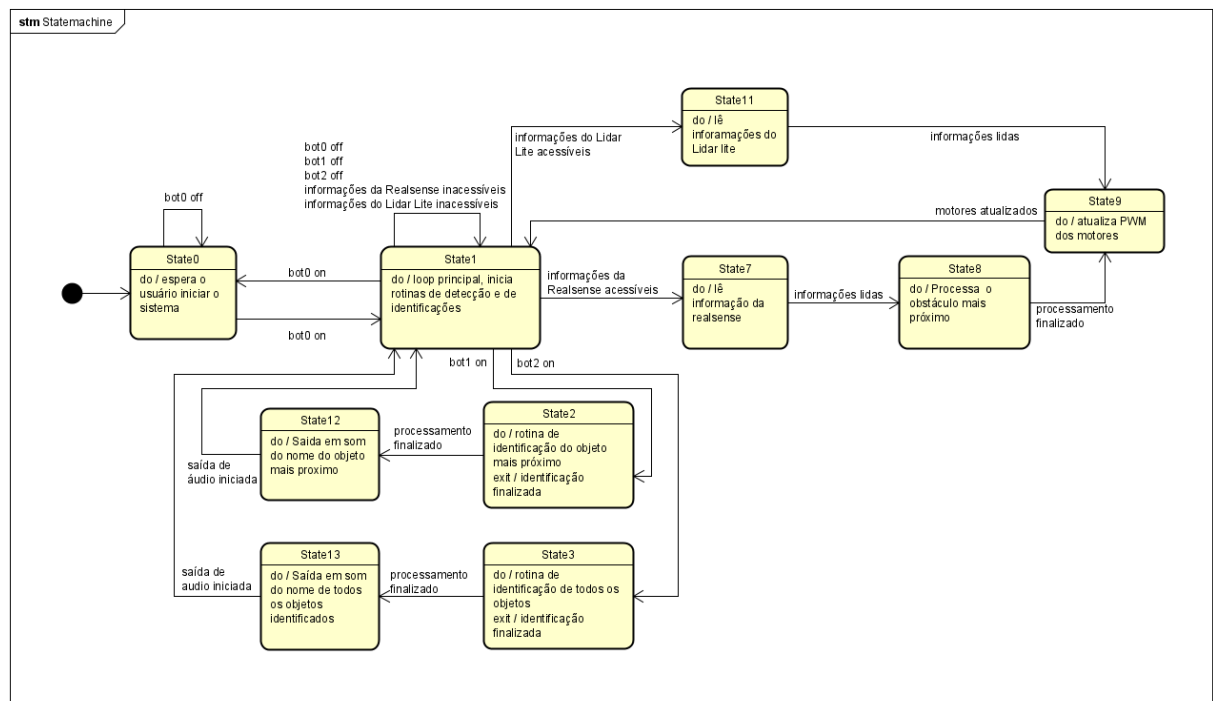 stm Statemachine
State11
do / lê
inforamações do
Lidar lite
informações do Lidar
Lite acessíveis
informações lidas
bot0 off
bot1 off
bot2 off
informações da Realsense inacessíveis
informações do Lidar Lite inacessíveis
bot0 off
State9
do / atualiza PWM
dos motores
motores atualizados
State0
do / espera o
usuário iniciar o
sistema
bot0 on
bot0 on
State1
do / loop principal, inicia
rotinas de detecção e de
identificações
informações da
Realsense acessíveis
State7
do / lê
informação da
realsense
informações lidas
State8
do / Processa o
obstáculo mais
próximo
processamento
finalizado
bot1 on
bot2 on
State12
do / Saida em som
do nome do objeto
mais proximo
processamento
finalizado
State2
do / rotina de
identificação do objeto
mais próximo
exit / identificação
finalizada
saída de
áudio iniciada
State13
do / Saída em som
do nome de todos
os objetos
identificados
processamento
finalizado
State3
do / rotina de
identificação de todos os
objetos
exit / identificação
finalizada
saída de
audio iniciada